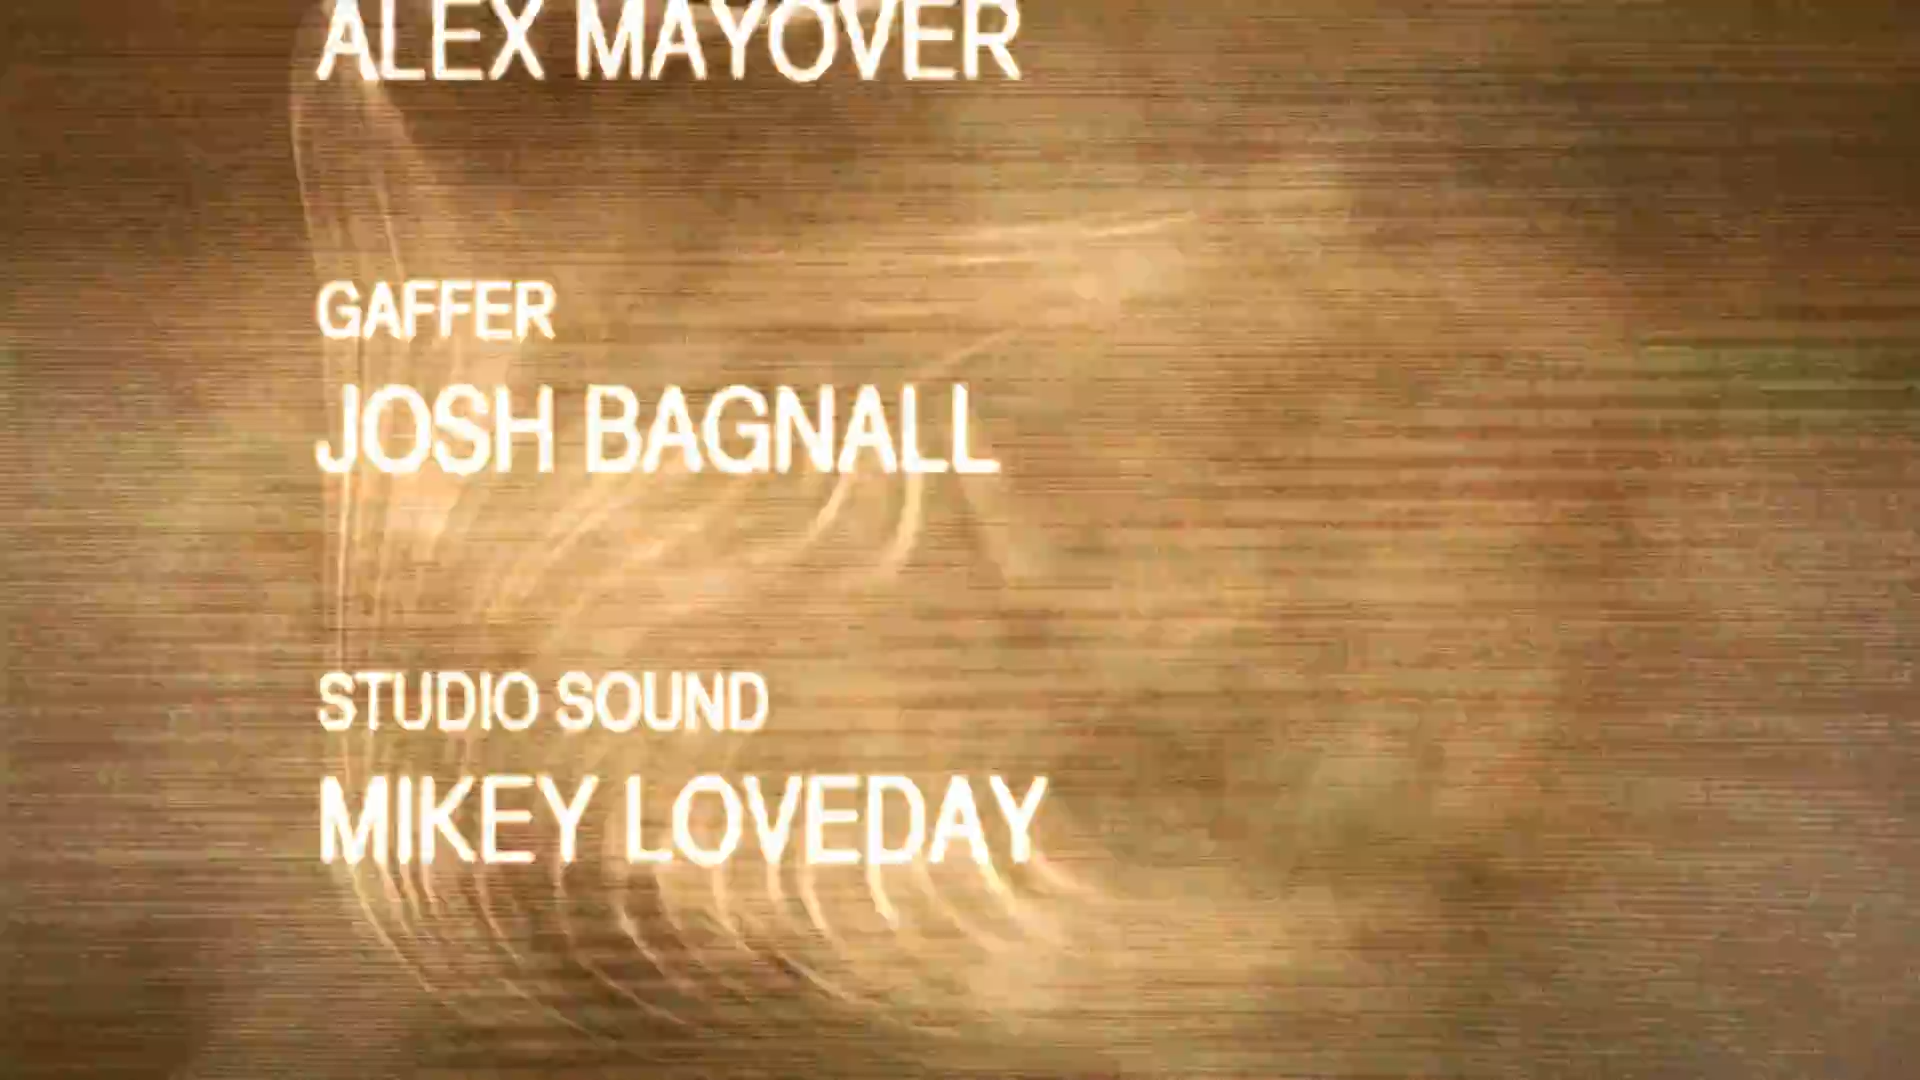 ALEX MAYOVER
GAFFER
JOSH BAGNALL
STUDIO SOUND
MIKEY LOVEDAY